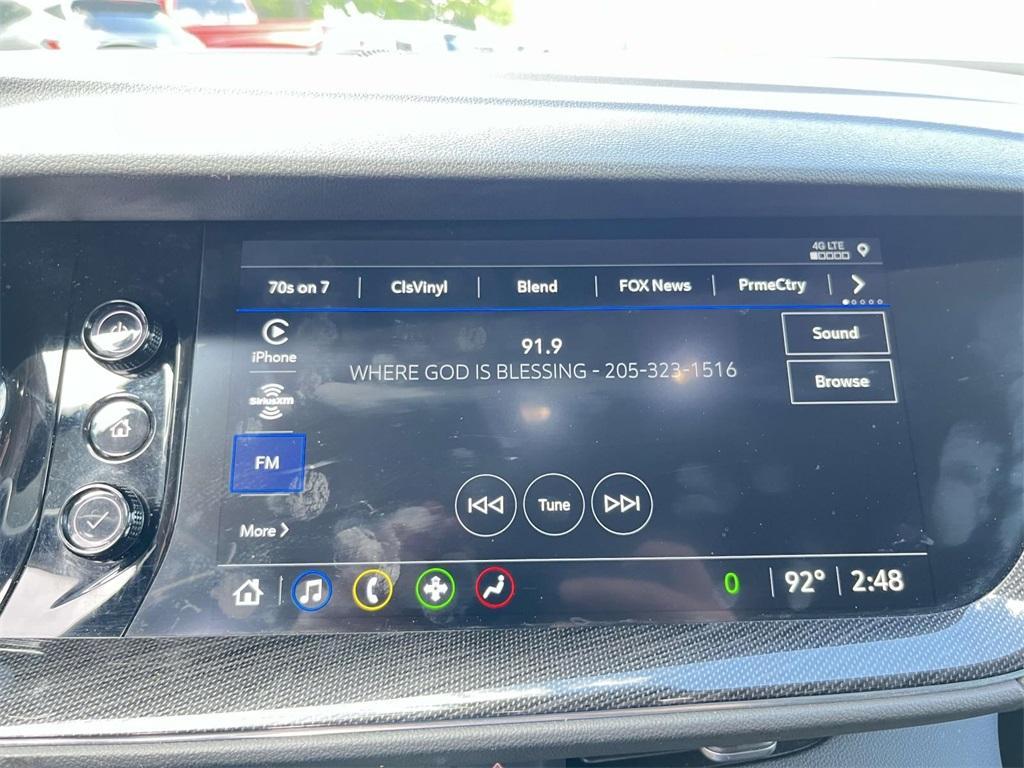 4G LTE
70s on 7
ClsVinyl
Blend
FOX News
PrmeCtry
iPhone
91.9
WHERE GOD IS BLESSING - 205-323-1516
Sound
Browse
SiriusXM
FM
Tune
More
0
92°
2:48